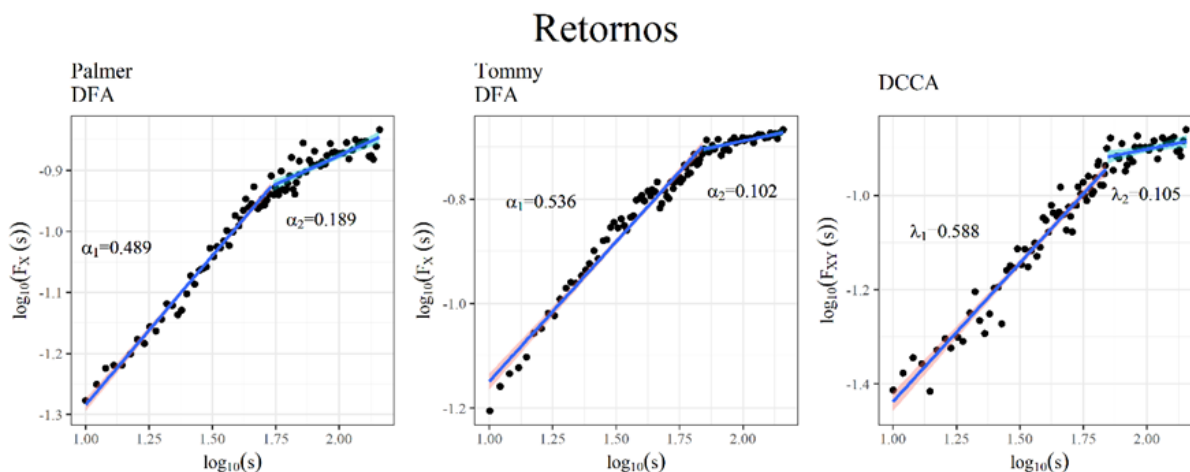 Retornos
Palmer
DFA
-0.9
-1.0
-1.1
-1.2
-1.3
log₁₀(Fₓ (s))
α₁=0.489
α₂=0.189
1.00 1.25 1.50 1.75 2.00
log₁₀(s)
Tommy
DFA
-0.8
-1.0
-1.2
log₁₀(Fₓ (s))
α₁=0.536
α₂=0.102
1.00 1.25 1.50 1.75 2.00
log₁₀(s)
DCCA
-1.0
-1.2
-1.4
log₁₀(F_XY (s))
λ₁=0.588
λ₂=0.105
1.00 1.25 1.50 1.75 2.00
log₁₀(s)